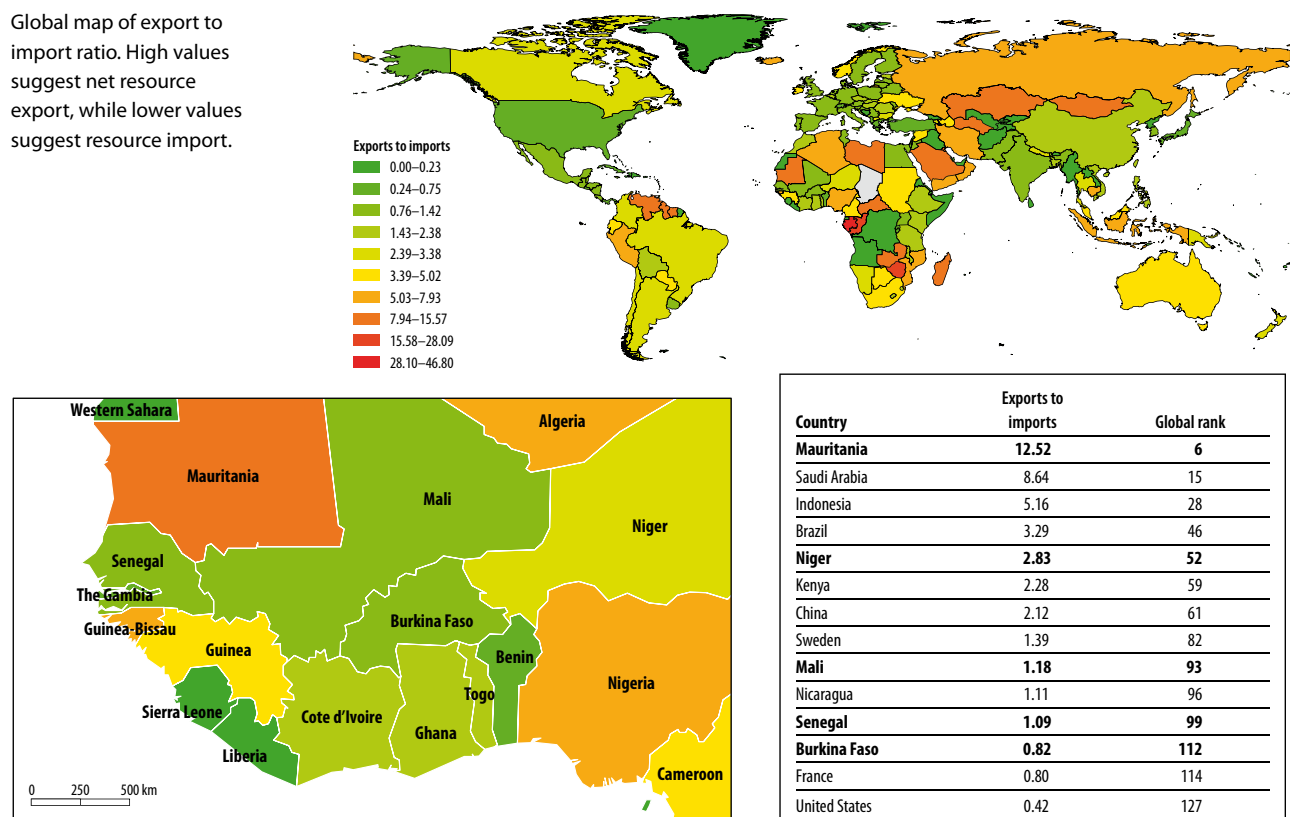 Global map of export to
import ratio. High values
suggest net resource
export, while lower values
suggest resource import.
Exports to imports
0.00–0.23
0.24–0.75
0.76–1.42
1.43–2.38
2.39–3.38
3.39–5.02
5.03–7.93
7.94–15.57
15.58–28.09
28.10–46.80
Western Sahara
Algeria
Mauritania
Mali
Niger
Senegal
The Gambia
Burkina Faso
Guinea-Bissau
Guinea
Benin
Nigeria
Togo
Sierra Leone
Cote d'Ivoire
Ghana
Liberia
Cameroon
0 250 500 km
Exports to
Country imports Global rank
Mauritania 12.52 6
Saudi Arabia 8.64 15
Indonesia 5.16 28
Brazil 3.29 46
Niger 2.83 52
Kenya 2.28 59
China 2.12 61
Sweden 1.39 82
Mali 1.18 93
Nicaragua 1.11 96
Senegal 1.09 99
Burkina Faso 0.82 112
France 0.80 114
United States 0.42 127